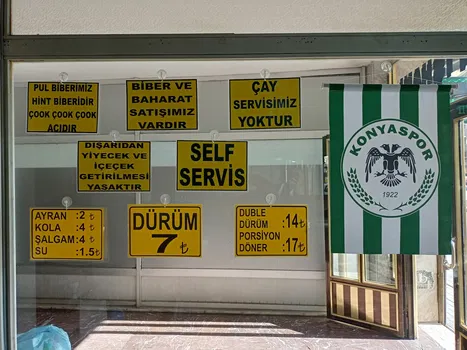 PUL BİBERİMİZ
HİNT BİBERİDİR
ÇOOK ÇOOK ÇOOK
ACIDIR
BİBER VE
BAHARAT
SATIŞIMIZ
VARDIR
ÇAY
SERVİSİMİZ
YOKTUR
DIŞARIDAN
YİYECEK VE
İÇEÇEK
GETİRİLMESİ
YASAKTIR
SELF
SERVİS
AYRAN :2 ₺
KOLA :4 ₺
ŞALGAM:4 ₺
SU :1.5₺
DÜRÜM
7 ₺
DUBLE
DÜRÜM :14₺
PORSİYON
DÖNER :17₺
KONYASPOR
1922